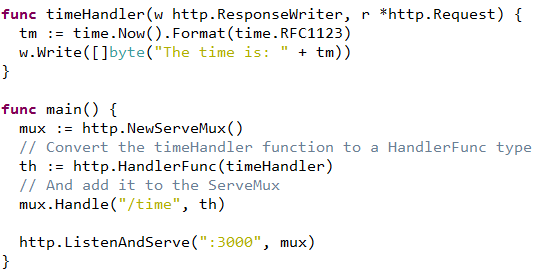 func timeHandler(w http.ResponseWriter, r *http.Request) {
  tm := time.Now().Format(time.RFC1123)
  w.Write([]byte("The time is: " + tm))
}

func main() {
  mux := http.NewServeMux()
  // Convert the timeHandler function to a HandlerFunc type
  th := http.HandlerFunc(timeHandler)
  // And add it to the ServeMux
  mux.Handle("/time", th)

  http.ListenAndServe(":3000", mux)
}